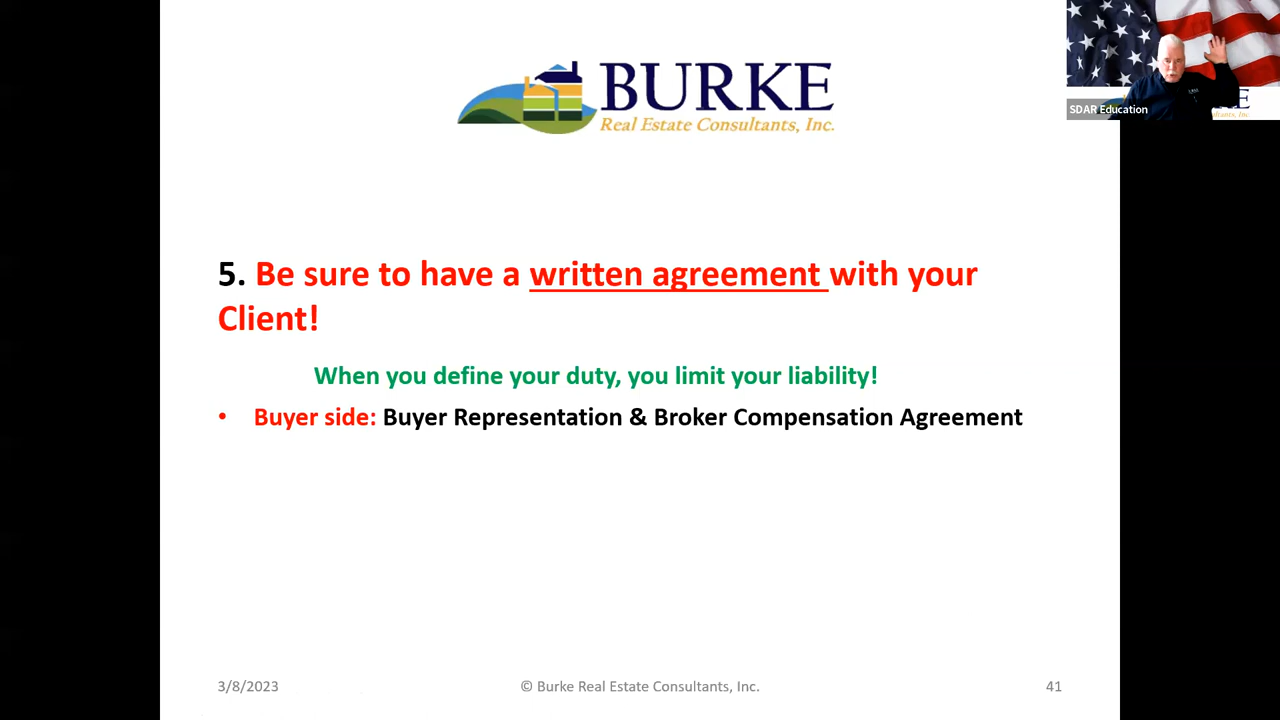 BURKE
Real Estate Consultants, Inc.
SDAR Education
5. Be sure to have a written agreement with your
Client!
When you define your duty, you limit your liability!
• Buyer side: Buyer Representation & Broker Compensation Agreement
3/8/2023
© Burke Real Estate Consultants, Inc.
41